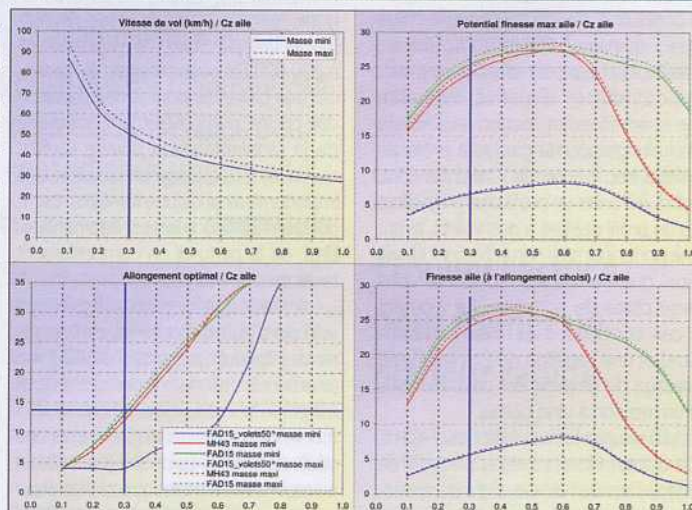 Vitesse de vol (km/h) / Cz aile
100
90
80
70
60
50
40
30
20
10
0
Masse mini
Masse maxi
0.0 0.1 0.2 0.3 0.4 0.5 0.6 0.7 0.8 0.9 1.0
Potentiel finesse max aile / Cz aile
30
25
20
15
10
5
0
0.0 0.1 0.2 0.3 0.4 0.5 0.6 0.7 0.8 0.9 1.0
Allongement optimal / Cz aile
35
30
25
20
15
10
5
0
FAD15_volets50° masse mini
MH43 masse mini
FAD15 masse mini
FAD15_volets50° masse maxi
MH43 masse maxi
FAD15 masse maxi
0.0 0.1 0.2 0.3 0.4 0.5 0.6 0.7 0.8 0.9 1.0
Finesse aile (à l'allongement choisi) / Cz aile
30
25
20
15
10
5
0
0.0 0.1 0.2 0.3 0.4 0.5 0.6 0.7 0.8 0.9 1.0